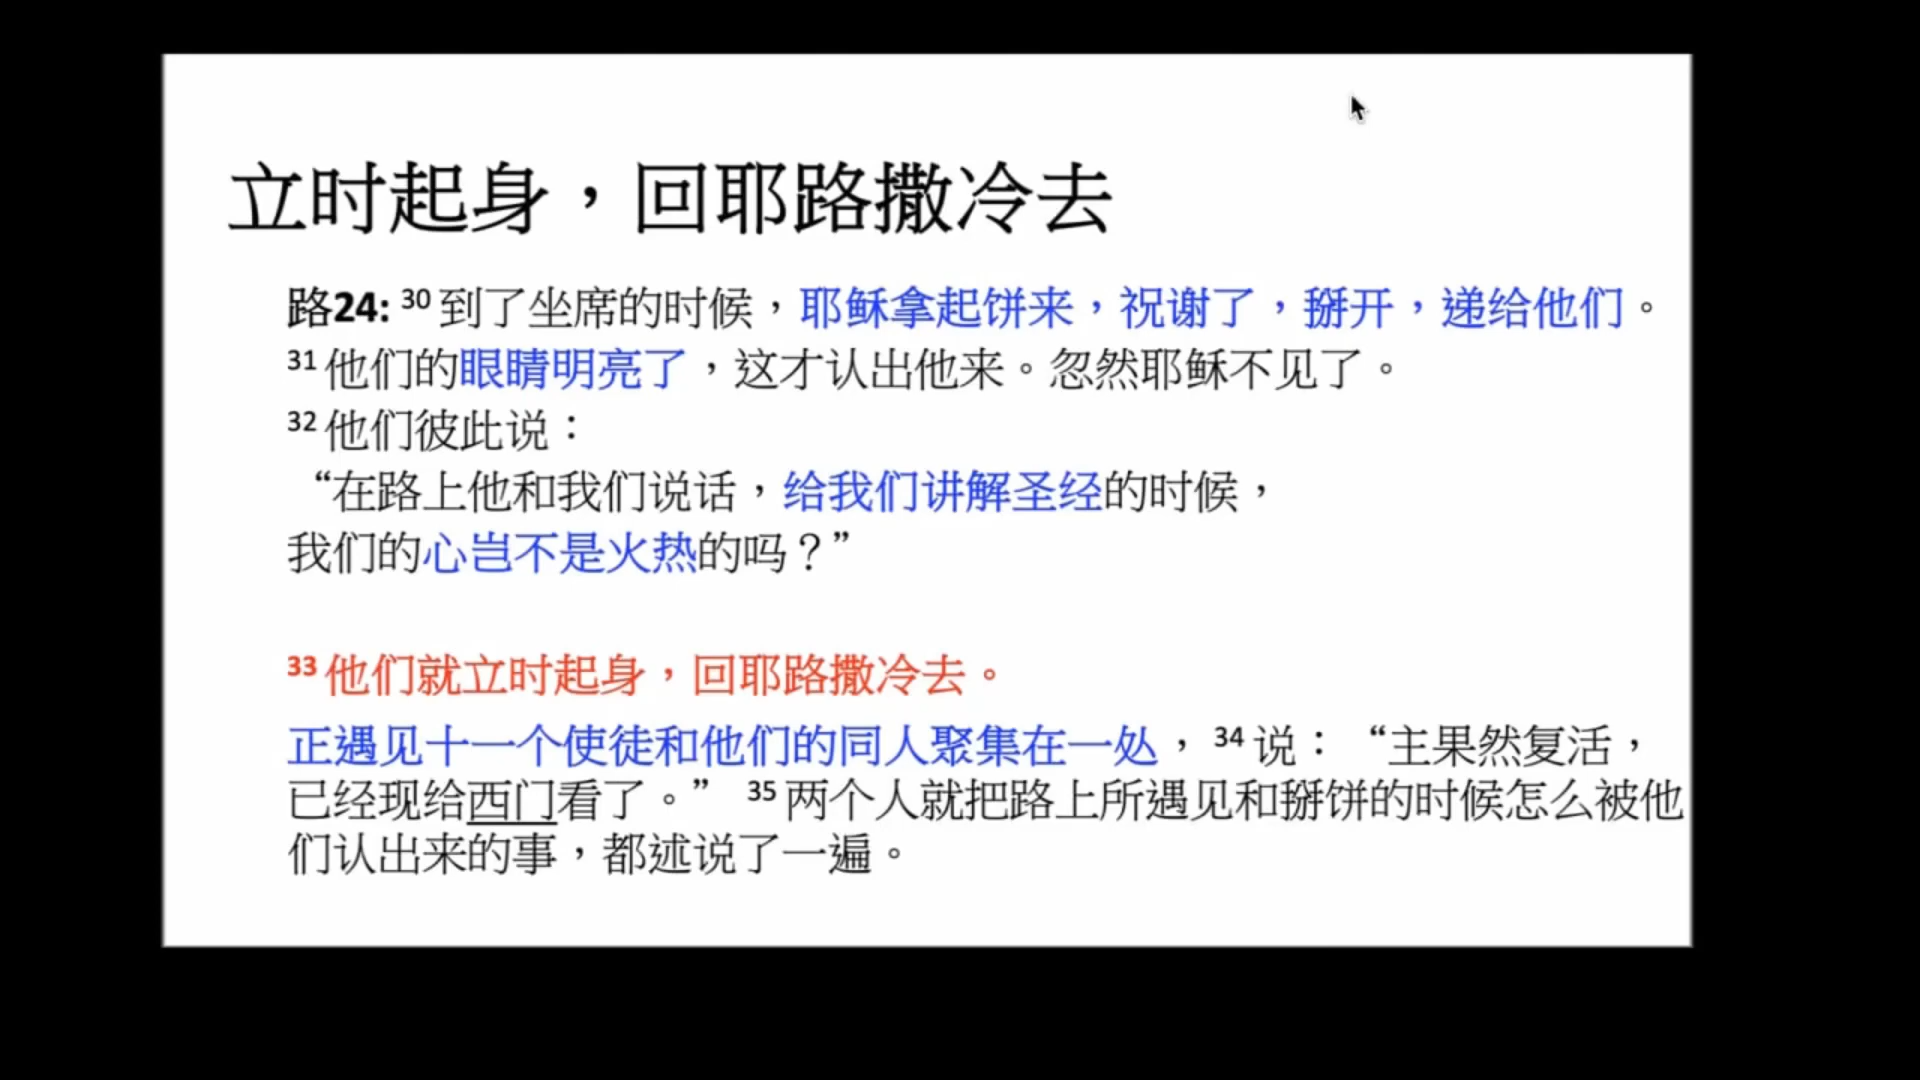 立时起身，回耶路撒冷去
路24: 30 到了坐席的时候，耶稣拿起饼来，祝谢了，掰开，递给他们。
31 他们的眼睛明亮了，这才认出他来。忽然耶稣不见了。
32 他们彼此说：
“在路上他和我们说话，给我们讲解圣经的时候，
我们的心岂不是火热的吗？”
33 他们就立时起身，回耶路撒冷去。
正遇见十一个使徒和他们的同人聚集在一处， 34 说： “主果然复活，
已经现给西门看了。” 35 两个人就把路上所遇见和掰饼的时候怎么被他
们认出来的事，都述说了一遍。